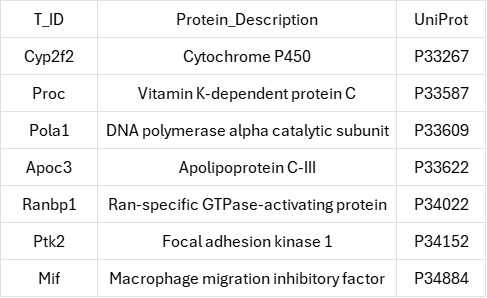 T_ID Protein_Description UniProt
Cyp2f2 Cytochrome P450 P33267
Proc Vitamin K-dependent protein C P33587
Pola1 DNA polymerase alpha catalytic subunit P33609
Apoc3 Apolipoprotein C-III P33622
Ranbp1 Ran-specific GTPase-activating protein P34022
Ptk2 Focal adhesion kinase 1 P34152
Mif Macrophage migration inhibitory factor P34884